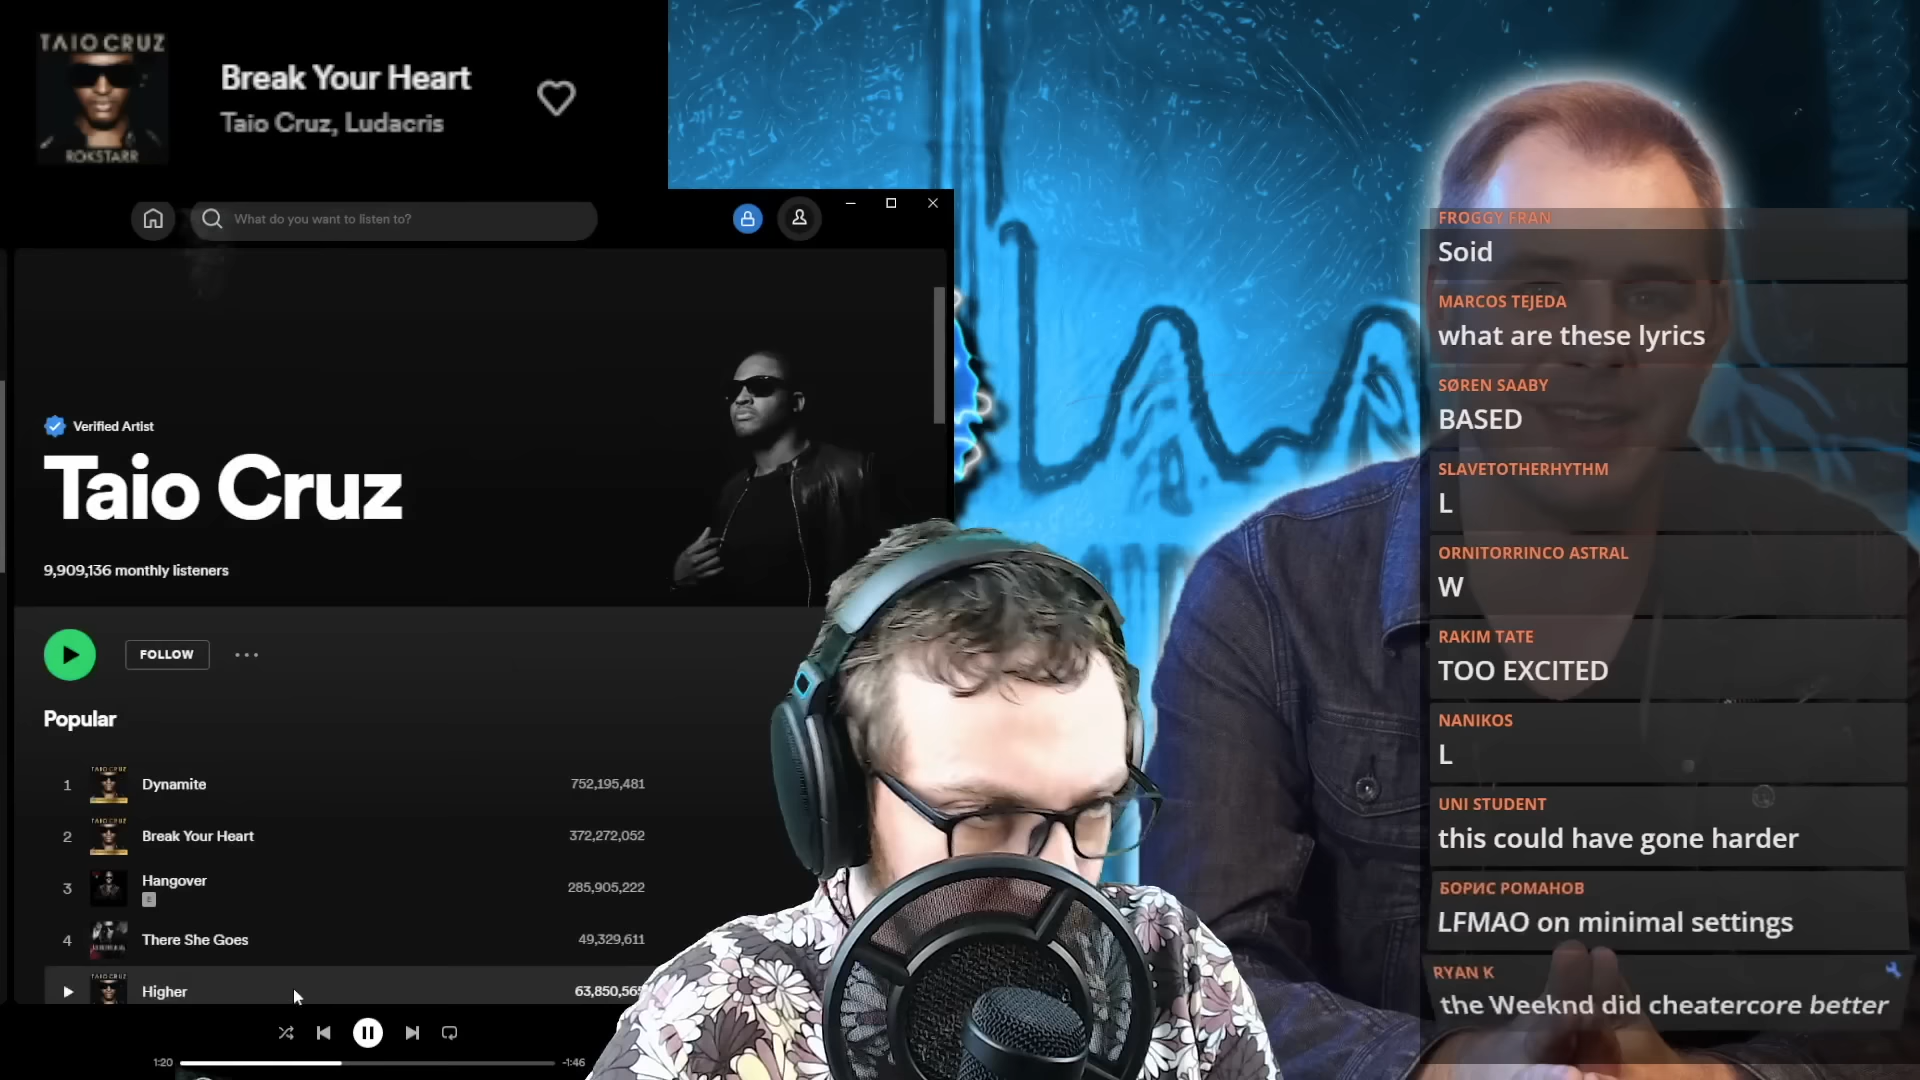 TAIO CRUZ
ROKSTARR
Break Your Heart
Taio Cruz, Ludacris
What do you want to listen to?
Verified Artist
Taio Cruz
9,909,136 monthly listeners
FOLLOW
Popular
1 Dynamite 752,195,481
2 Break Your Heart 372,272,052
3 Hangover 285,905,222
E
4 There She Goes 49,329,611
Higher 63,850,565
1:20 -1:46
FROGGY FRAN
Soid
MARCOS TEJEDA
what are these lyrics
SØREN SAABY
BASED
SLAVETOTHERHYTHM
L
ORNITORRINCO ASTRAL
W
RAKIM TATE
TOO EXCITED
NANIKOS
L
UNI STUDENT
this could have gone harder
БОРИС РОМАНОВ
LFMAO on minimal settings
RYAN K
the Weeknd did cheatercore better